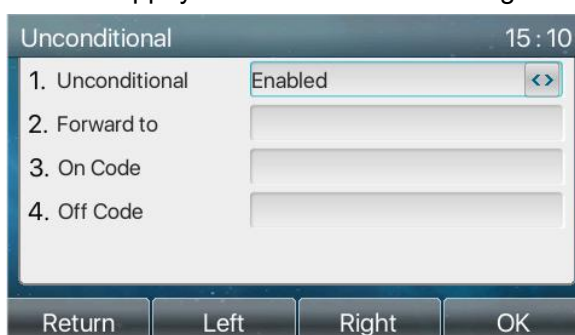 Unconditional 15:10
1. Unconditional Enabled <>
2. Forward to
3. On Code
4. Off Code
Return Left Right OK